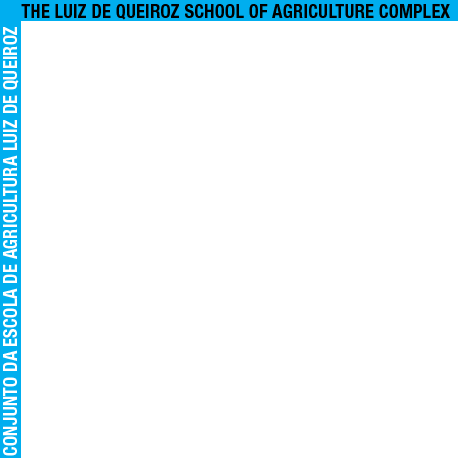 THE LUIZ DE QUEIROZ SCHOOL OF AGRICULTURE COMPLEX
CONJUNTO DA ESCOLA DE AGRICULTURA LUIZ DE QUEIROZ